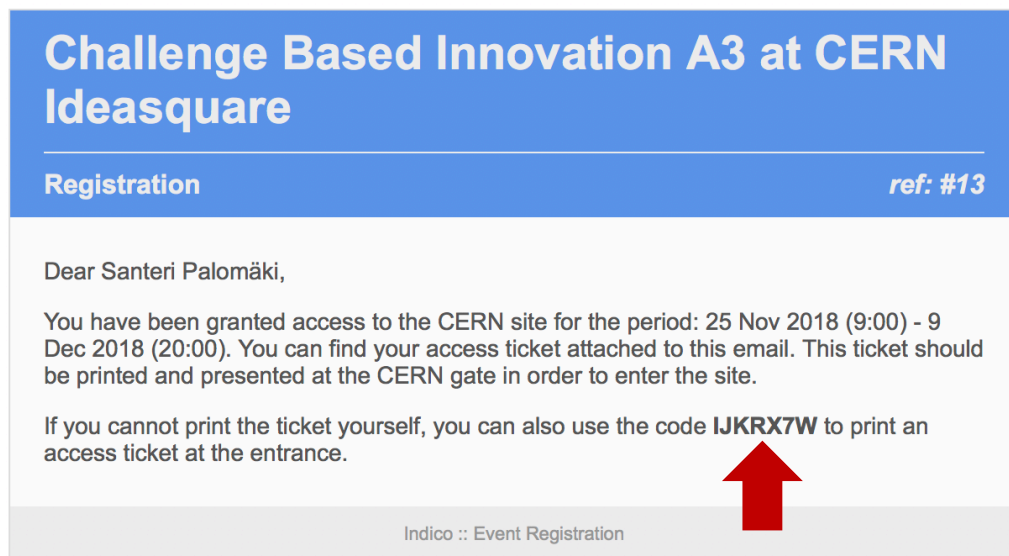 Challenge Based Innovation A3 at CERN
Ideasquare
Registration
ref: #13
Dear Santeri Palomäki,
You have been granted access to the CERN site for the period: 25 Nov 2018 (9:00) - 9
Dec 2018 (20:00). You can find your access ticket attached to this email. This ticket should
be printed and presented at the CERN gate in order to enter the site.
If you cannot print the ticket yourself, you can also use the code IJKRX7W to print an
access ticket at the entrance.
Indico :: Event Registration